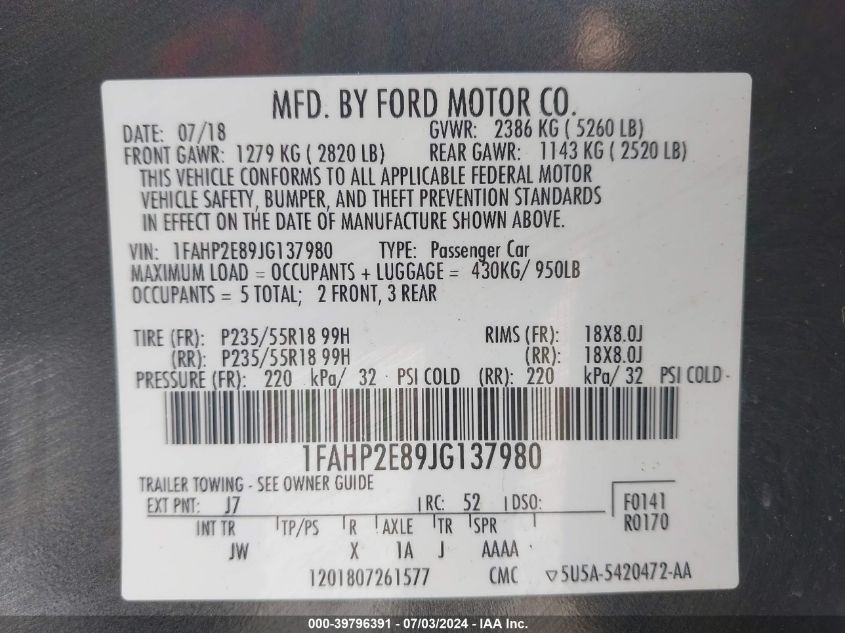 MFD. BY FORD MOTOR CO.
DATE: 07/18 GVWR: 2386 KG ( 5260 LB)
FRONT GAWR: 1279 KG ( 2820 LB) REAR GAWR: 1143 KG ( 2520 LB)
THIS VEHICLE CONFORMS TO ALL APPLICABLE FEDERAL MOTOR
VEHICLE SAFETY, BUMPER, AND THEFT PREVENTION STANDARDS
IN EFFECT ON THE DATE OF MANUFACTURE SHOWN ABOVE.
VIN: 1FAHP2E89JG137980 TYPE: Passenger Car
MAXIMUM LOAD = OCCUPANTS + LUGGAGE = 430KG/ 950LB
OCCUPANTS = 5 TOTAL; 2 FRONT, 3 REAR
TIRE (FR): P235/55R18 99H RIMS (FR): 18X8.0J
(RR): P235/55R18 99H (RR): 18X8.0J
PRESSURE (FR): 220 kPa/ 32 PSI COLD (RR): 220 kPa/ 32 PSI COLD
1FAHP2E89JG137980
TRAILER TOWING - SEE OWNER GUIDE
EXT PNT: J7 RC: 52 DSO: F0141
R0170
INT TR TP/PS R AXLE TR SPR
JW X 1A J AAAA
1201807261577 CMC ▽5U5A-5420472-AA
000-39796391 - 07/03/2024 - IAA Inc.